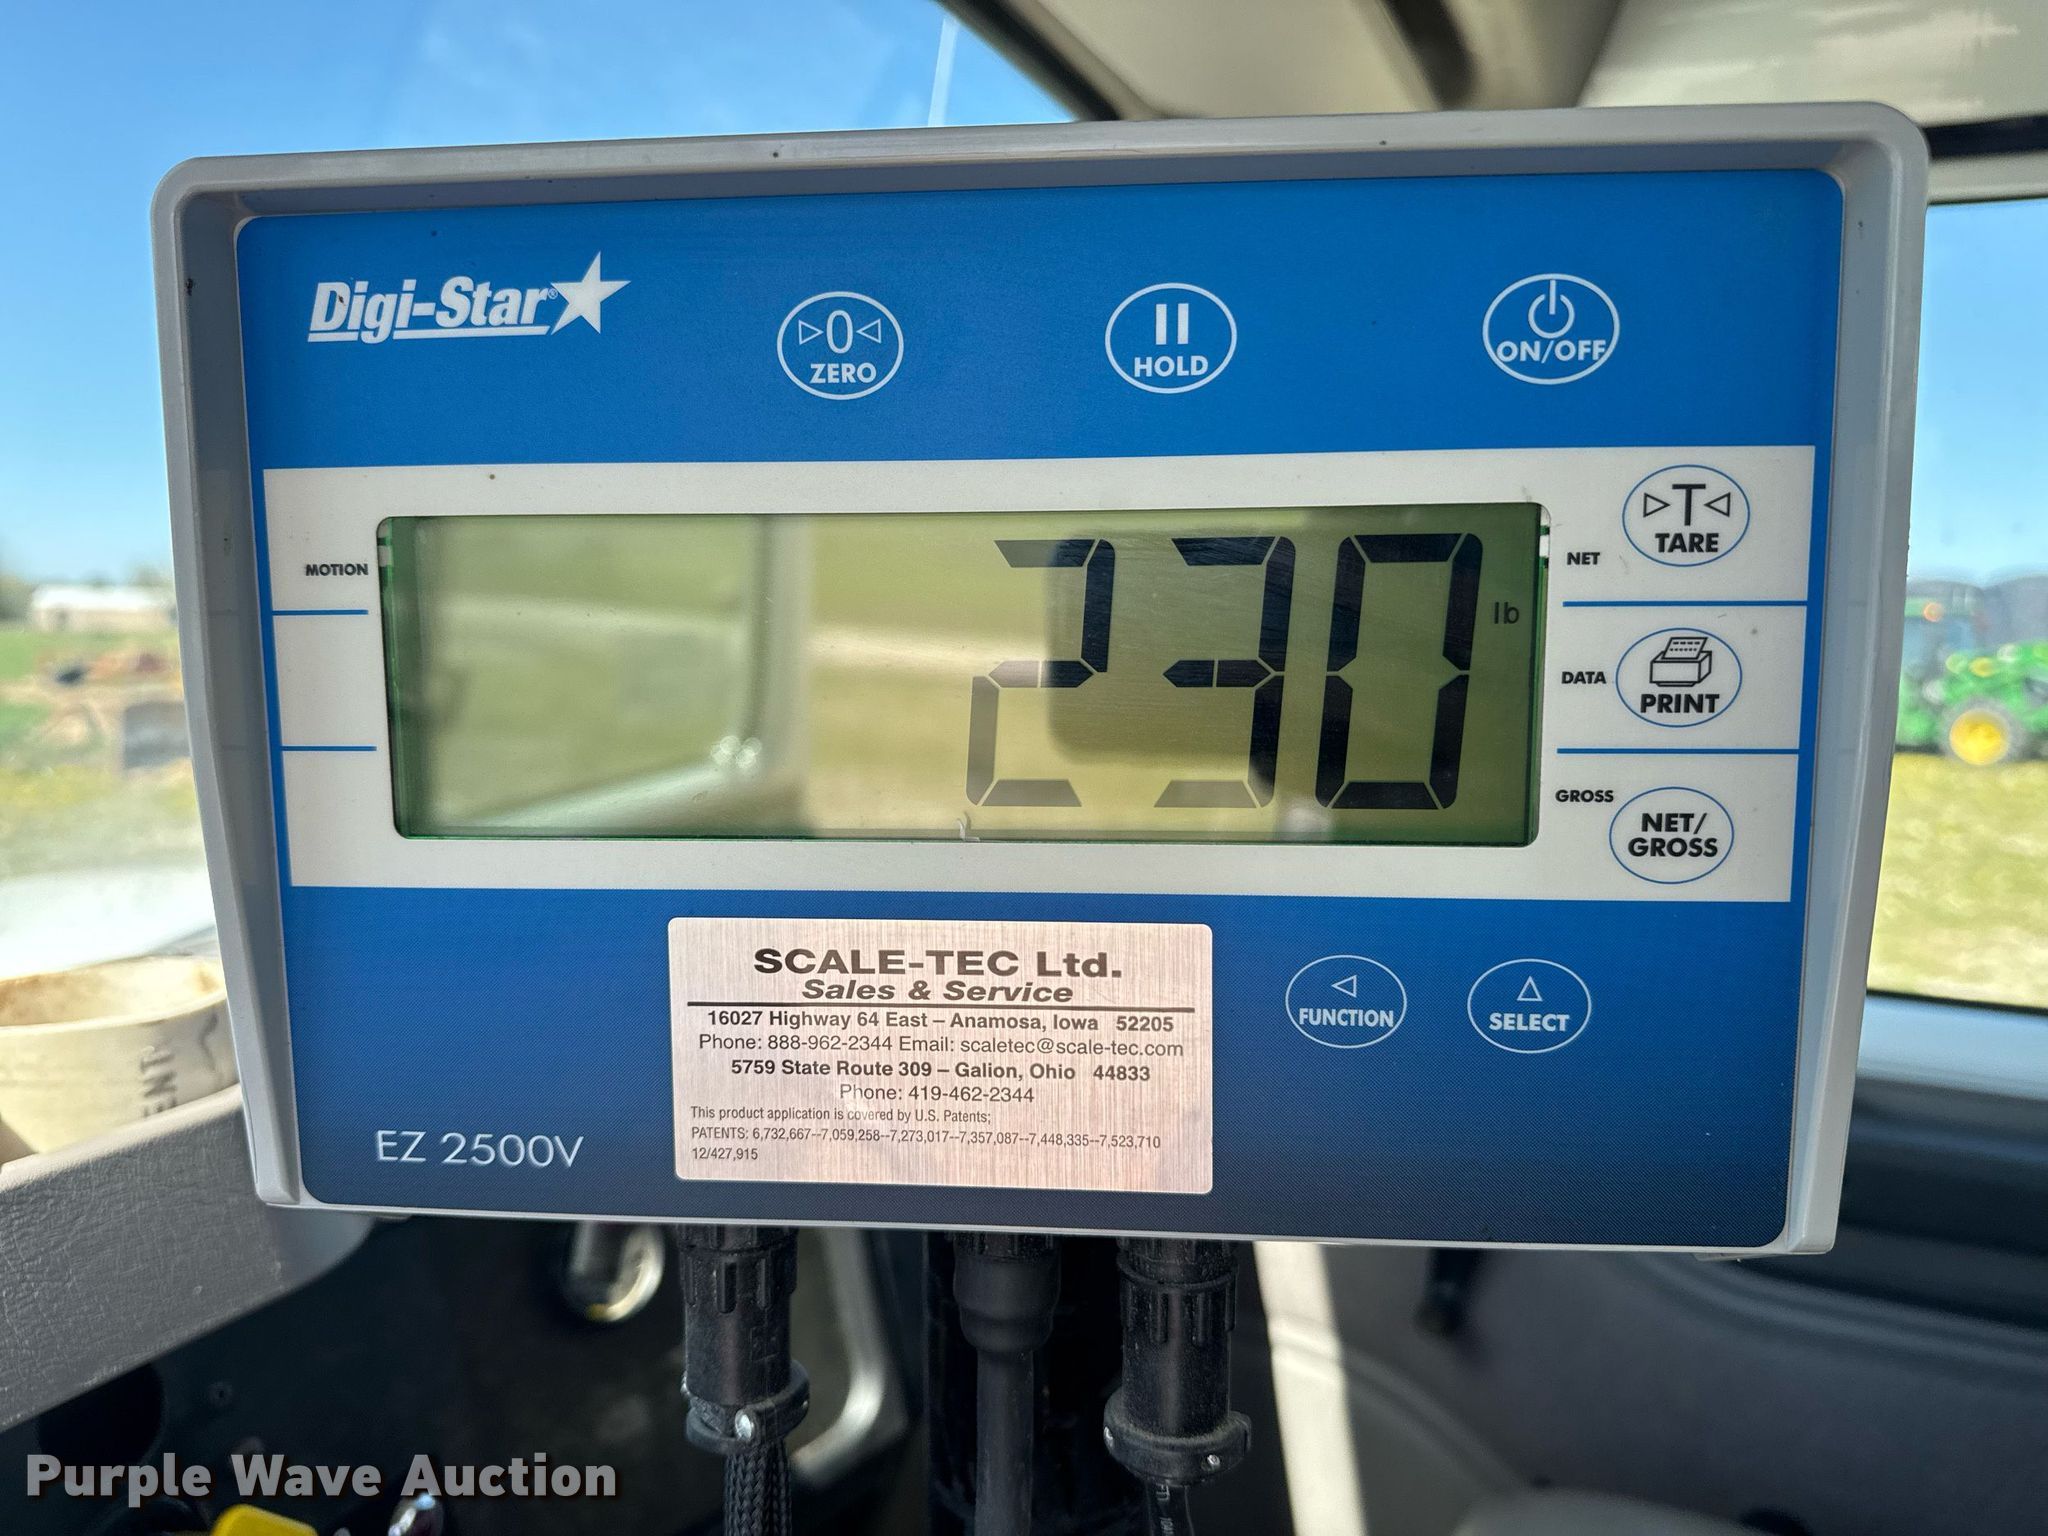 Digi-Star®
▷0◁
ZERO
HOLD
ON/OFF
▷T◁
TARE
MOTION
NET
230
lb
DATA
PRINT
GROSS
NET/
GROSS
SCALE-TEC Ltd.
Sales & Service
16027 Highway 64 East – Anamosa, Iowa 52205
Phone: 888-962-2344 Email: scaletec@scale-tec.com
5759 State Route 309 – Galion, Ohio 44833
Phone: 419-462-2344
This product application is covered by U.S. Patents;
PATENTS: 6,732,667--7,059,258--7,273,017--7,357,087--7,448,335--7,523,710
12/427,915
FUNCTION
SELECT
EZ 2500V
Purple Wave Auction